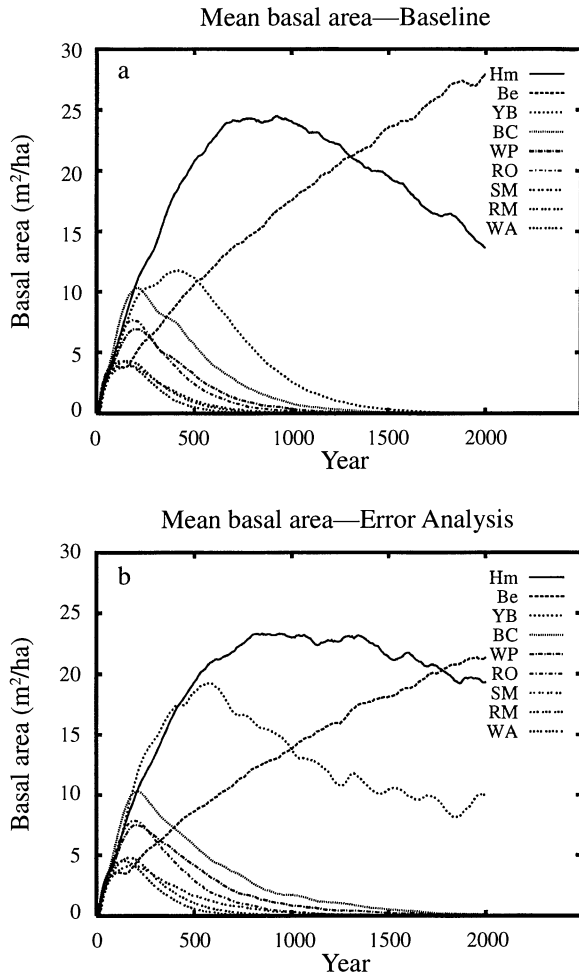 Mean basal area—Baseline
a
30
25
20
15
10
5
0
Basal area (m²/ha)
Hm
Be
YB
BC
WP
RO
SM
RM
WA
0 500 1000 1500 2000
Year
Mean basal area—Error Analysis
b
30
25
20
15
10
5
0
Basal area (m²/ha)
Hm
Be
YB
BC
WP
RO
SM
RM
WA
0 500 1000 1500 2000
Year